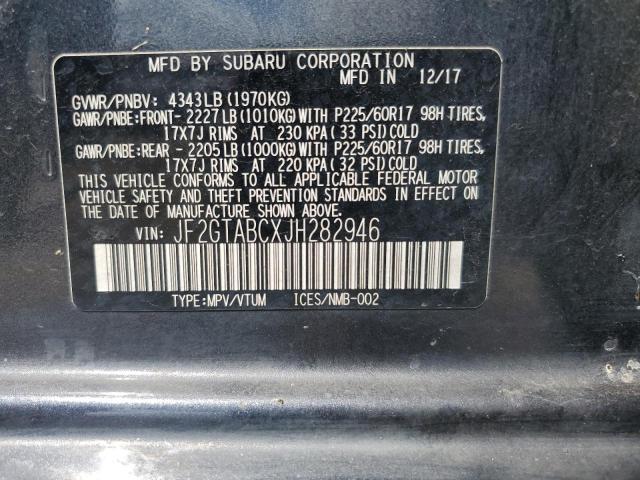 MFD BY SUBARU CORPORATION
MFD IN 12/17
GVWR/PNBV: 4343LB(1970KG)
GAWR/PNBE:FRONT- 2227LB(1010KG)WITH P225/60R17 98H TIRES,
17X7J RIMS AT 230 KPA(33 PSI)COLD
GAWR/PNBE:REAR - 2205LB(1000KG)WITH P225/60R17 98H TIRES,
17X7J RIMS AT 220 KPA(32 PSI)COLD
THIS VEHICLE CONFORMS TO ALL APPLICABLE FEDERAL MOTOR
VEHICLE SAFETY AND THEFT PREVENTION STANDARDS IN EFFECT ON
THE DATE OF MANUFACTURE SHOWN ABOVE.
VIN: JF2GTABCXJH282946
TYPE:MPV/VTUM ICES/NMB-002